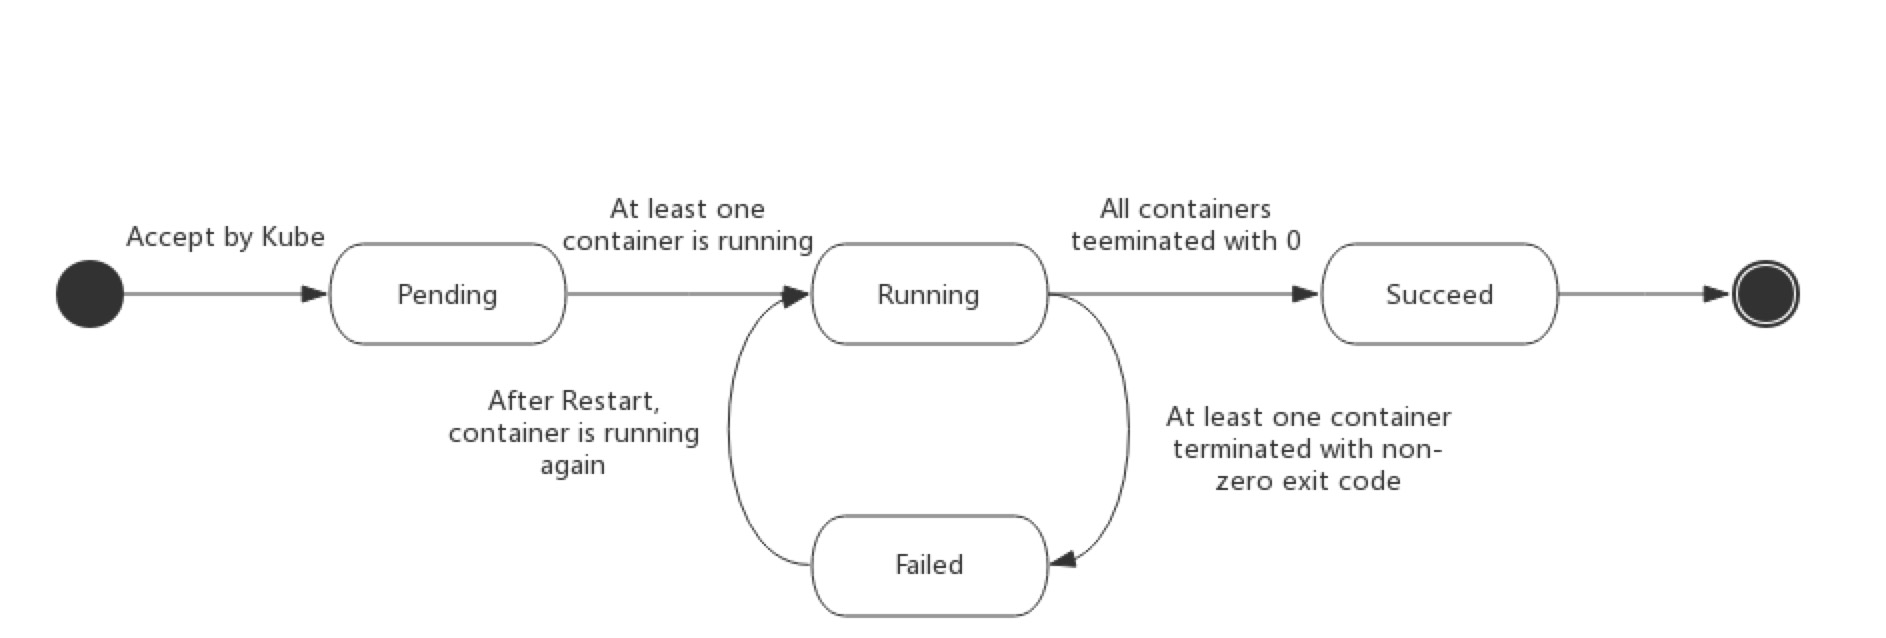 Accept by Kube
Pending
At least one
container is running
Running
All containers
teeminated with 0
Succeed
After Restart,
container is running
again
At least one container
terminated with non-
zero exit code
Failed